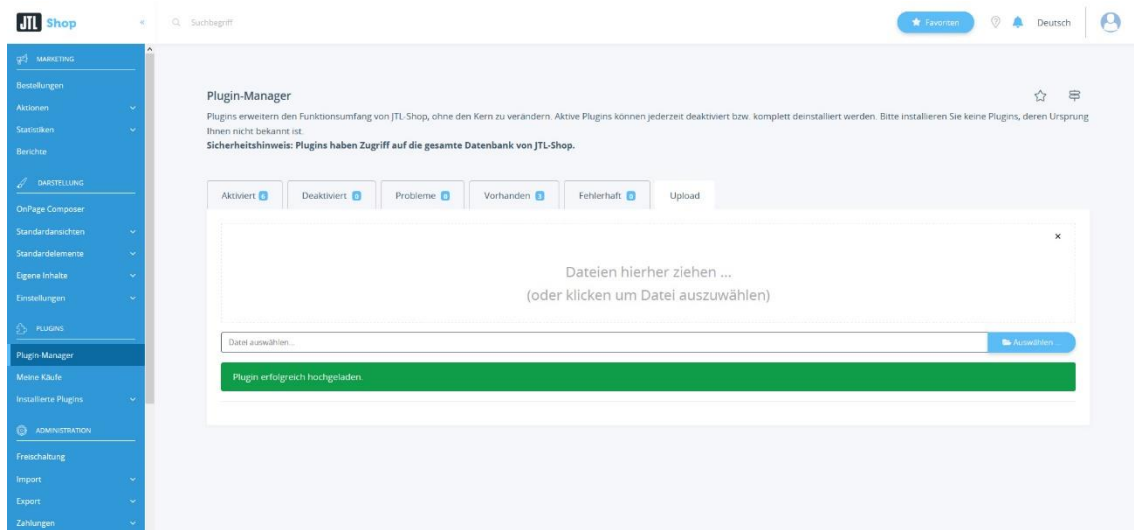 JTL Shop
«
Suchbegriff
Favoriten
Deutsch
MARKETING
Bestellungen
Aktionen
Statistiken
Berichte
DARSTELLUNG
OnPage Composer
Standardansichten
Standardelemente
Eigene Inhalte
Einstellungen
PLUGINS
Plugin-Manager
Meine Käufe
Installierte Plugins
ADMINISTRATION
Freischaltung
Import
Export
Zahlungen
Plugin-Manager
Plugins erweitern den Funktionsumfang von JTL-Shop, ohne den Kern zu verändern. Aktive Plugins können jederzeit deaktiviert bzw. komplett deinstalliert werden. Bitte installieren Sie keine Plugins, deren Ursprung
Ihnen nicht bekannt ist.
Sicherheitshinweis: Plugins haben Zugriff auf die gesamte Datenbank von JTL-Shop.
Aktiviert Deaktiviert Probleme Vorhanden Fehlerhaft Upload
×
Dateien hierher ziehen ...
(oder klicken um Datei auszuwählen)
Datei auswählen...
Auswählen ...
Plugin erfolgreich hochgeladen.